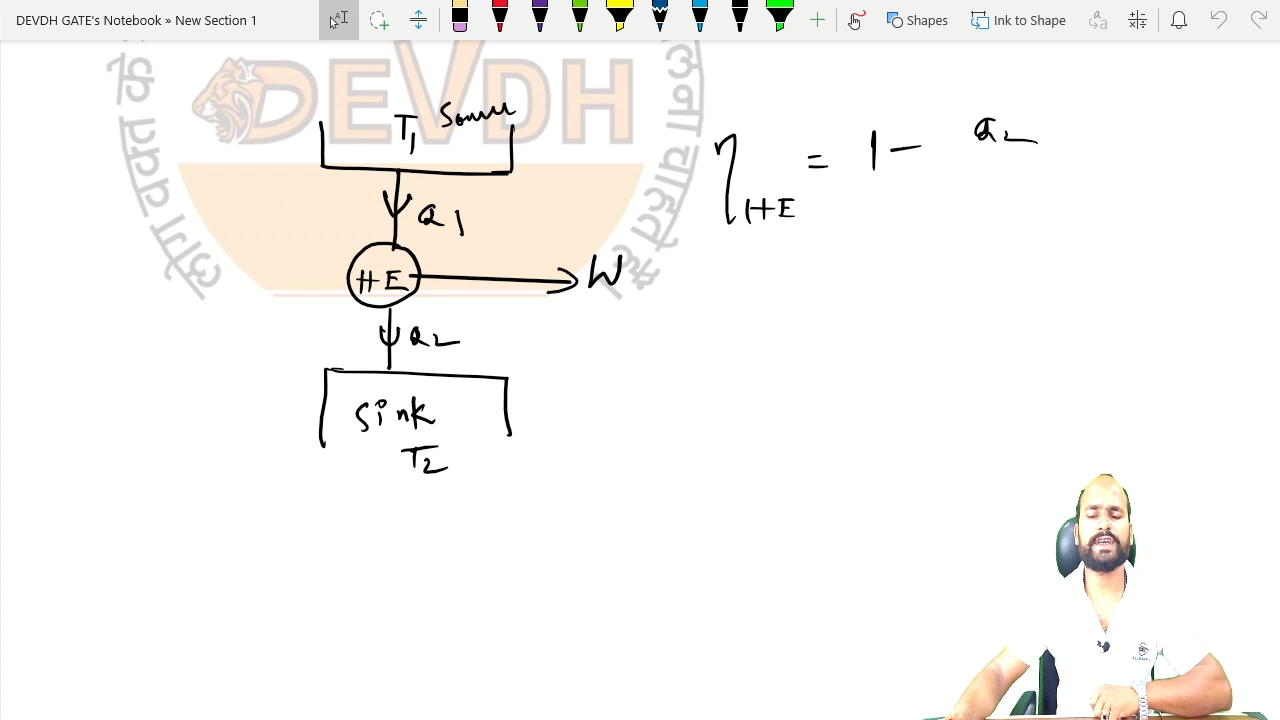 DEVDH GATE's Notebook » New Section 1
Shapes
Ink to Shape
DEVDH
T1 Source
Q1
HE
W
Q2
Sink
T2
η HE = 1 - Q2